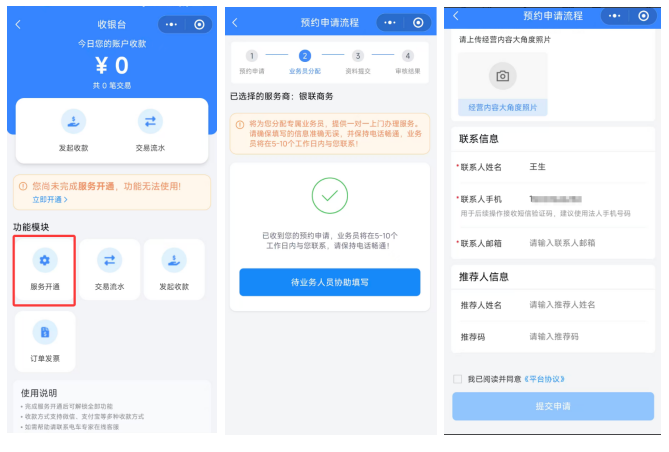 收银台
今日您的账户收款
¥ 0
共 0 笔交易
发起收款
交易流水
您尚未完成服务开通，功能无法使用!
立即开通 >
功能模块
服务开通
交易流水
发起收款
订单发票
使用说明
• 完成服务开通后可解锁全部功能
• 收款方式支持微信、支付宝等多种收款方式
• 如需帮助请联系电车专家在线客服
预约申请流程
1
2
3
4
预约申请
业务员分配
资料提交
审核结果
已选择的服务商：银联商务
将为您分配专属业务员，提供一对一上门办理服务。
请确保填写的信息准确无误，并保持电话畅通，业务
员将在5-10个工作日内与您联系！
已收到您的预约申请，业务员将在5-10个
工作日内与您联系，请保持电话畅通！
待业务人员协助填写
预约申请流程
请上传经营内容大角度照片
经营内容大角度照片
联系信息
*联系人姓名 王生
*联系人手机
用于后续操作接收短信验证码，建议使用法人手机号码
*联系人邮箱 请输入联系人邮箱
推荐人信息
推荐人姓名 请输入推荐人姓名
推荐码 请输入推荐码
我已阅读并同意《平台协议》
提交申请